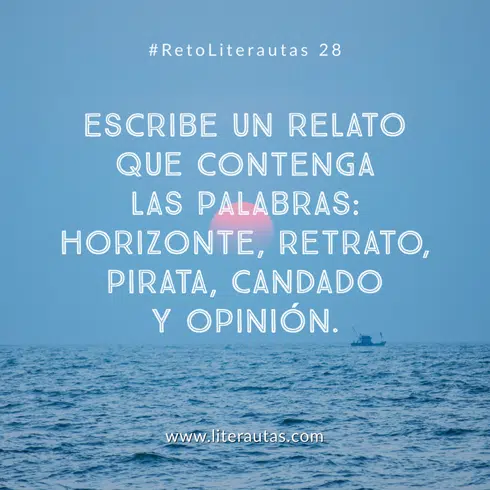 #RetoLiterautas 28
ESCRIBE UN RELATO
QUE CONTENGA
LAS PALABRAS:
HORIZONTE, RETRATO,
PIRATA, CANDADO
Y OPINIÓN.
www.literautas.com